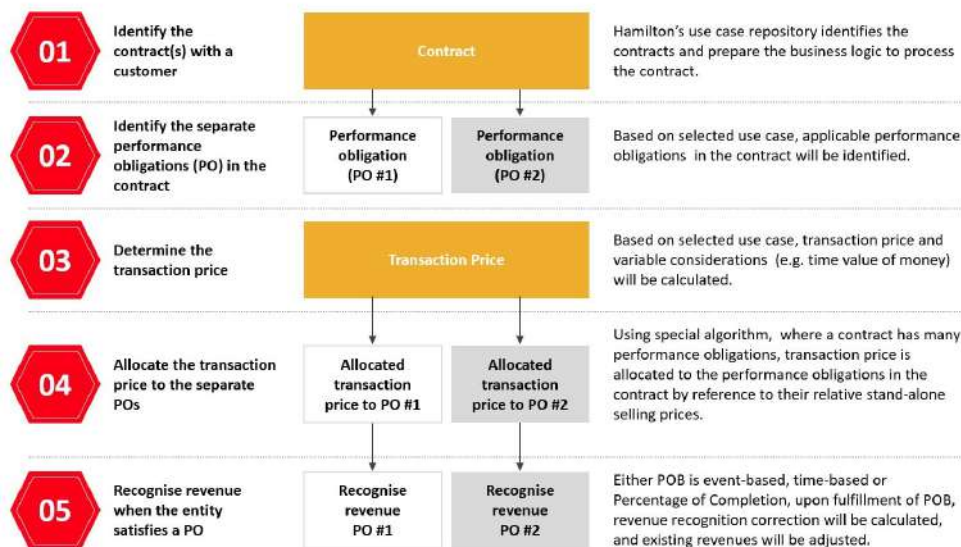 01
Identify the
contract(s) with a
customer
Contract
Hamilton's use case repository identifies the
contracts and prepare the business logic to process
the contract.
02
Identify the separate
performance
obligations (PO) in the
contract
Performance
obligation
(PO #1)
Performance
obligation
(PO #2)
Based on selected use case, applicable performance
obligations in the contract will be identified.
03
Determine the
transaction price
Transaction Price
Based on selected use case, transaction price and
variable considerations (e.g. time value of money)
will be calculated.
04
Allocate the transaction
price to the separate
POs
Allocated
transaction
price to PO #1
Allocated
transaction
price to PO #2
Using special algorithm, where a contract has many
performance obligations, transaction price is
allocated to the performance obligations in the
contract by reference to their relative stand-alone
selling prices.
05
Recognise revenue
when the entity
satisfies a PO
Recognise
revenue
PO #1
Recognise
revenue
PO #2
Either POB is event-based, time-based or
Percentage of Completion, upon fulfillment of POB,
revenue recognition correction will be calculated,
and existing revenues will be adjusted.